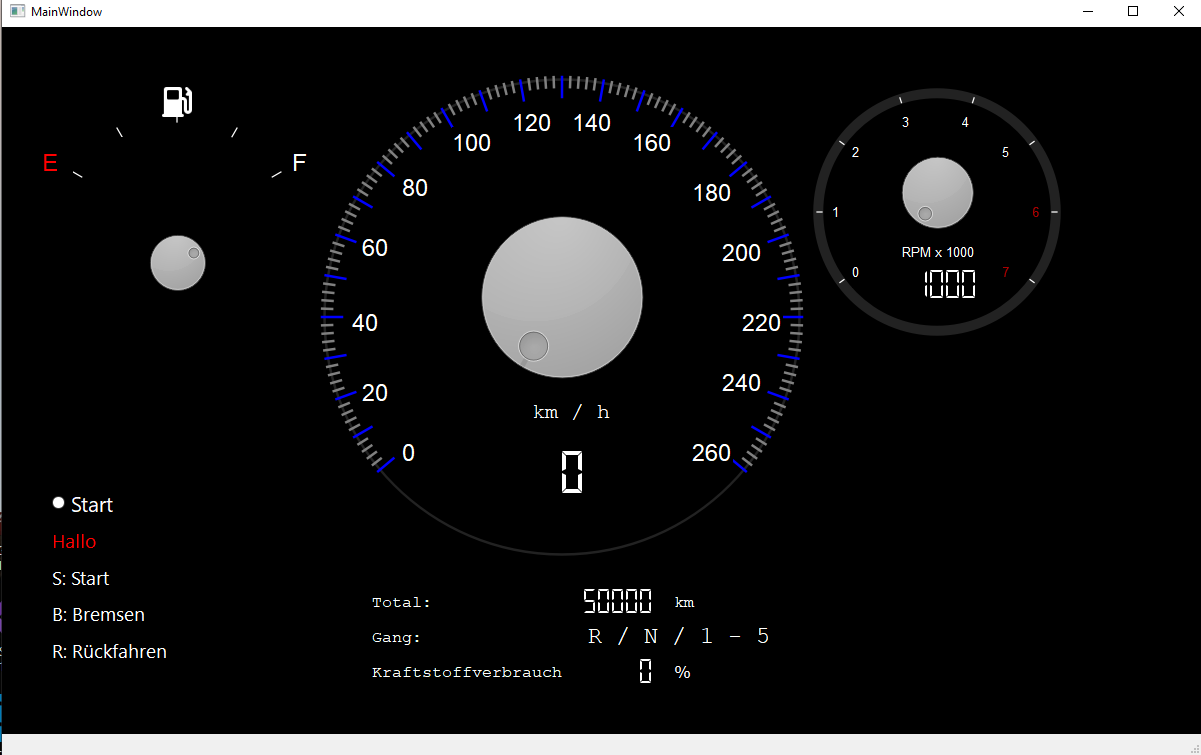 MainWindow
E
F
0
20
40
60
80
100
120
140
160
180
200
220
240
260
km / h
0
0
1
2
3
4
5
6
7
RPM x 1000
1000
Start
Hallo
S: Start
B: Bremsen
R: Rückfahren
Total: 50000 km
Gang: R / N / 1 - 5
Kraftstoffverbrauch 0 %